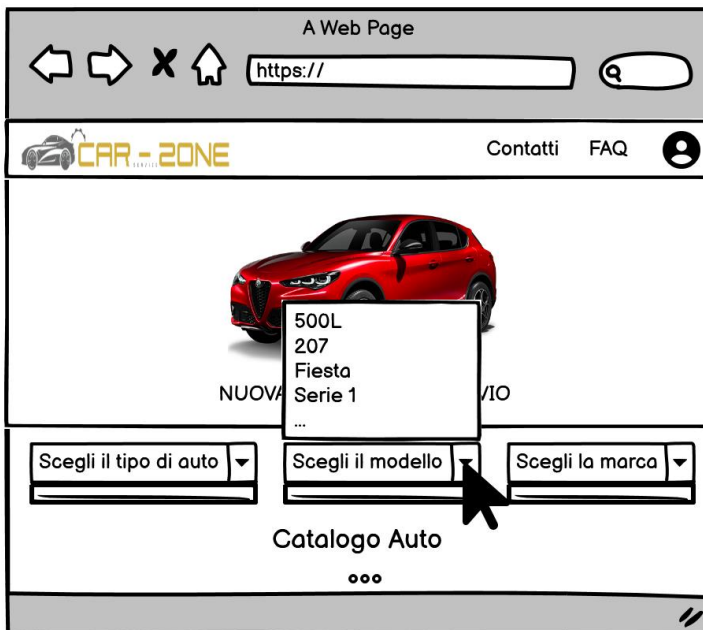 A Web Page
https://
CAR - ZONE
SERVICE
Contatti FAQ
500L
207
Fiesta
Serie 1
...
NUOVA
VIO
Scegli il tipo di auto
Scegli il modello
Scegli la marca
Catalogo Auto